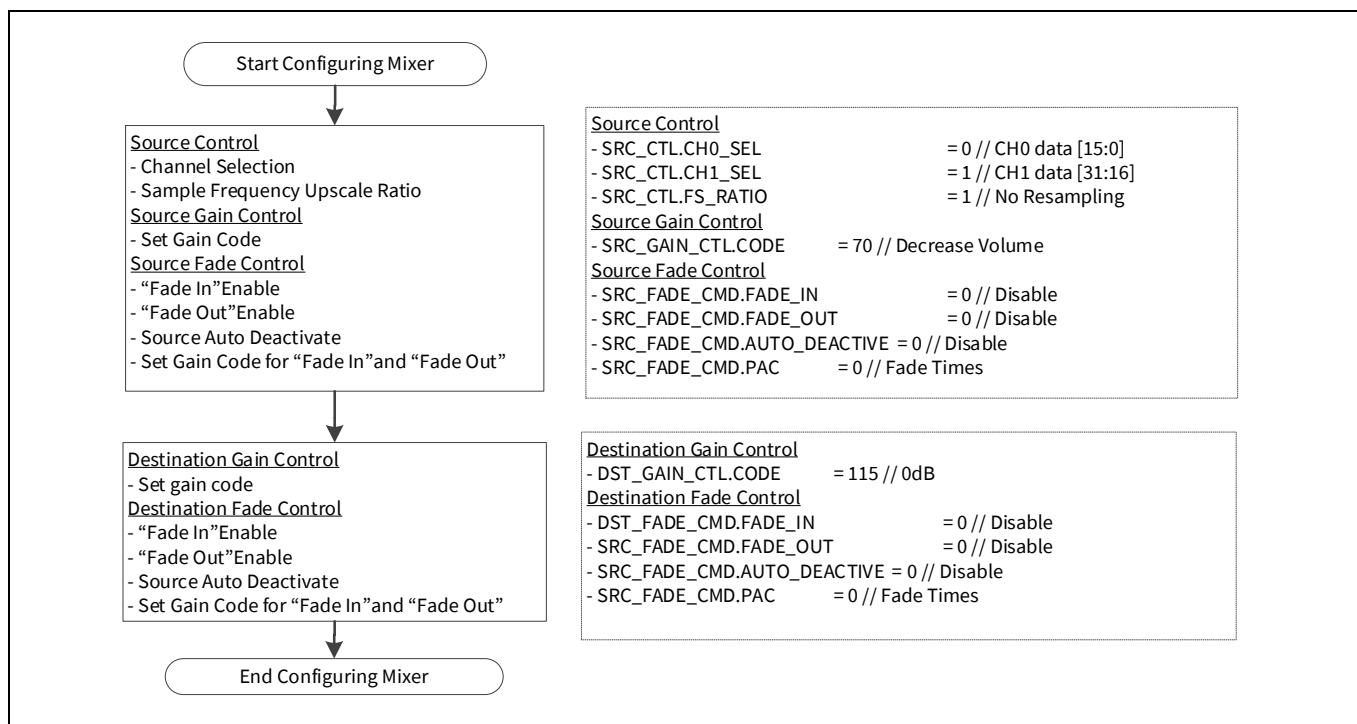 Start Configuring Mixer
Source Control
- Channel Selection
- Sample Frequency Upscale Ratio
Source Gain Control
- Set Gain Code
Source Fade Control
- “Fade In”Enable
- “Fade Out”Enable
- Source Auto Deactivate
- Set Gain Code for “Fade In”and “Fade Out”
Source Control
- SRC_CTL.CH0_SEL = 0 // CH0 data [15:0]
- SRC_CTL.CH1_SEL = 1 // CH1 data [31:16]
- SRC_CTL.FS_RATIO = 1 // No Resampling
Source Gain Control
- SRC_GAIN_CTL.CODE = 70 // Decrease Volume
Source Fade Control
- SRC_FADE_CMD.FADE_IN = 0 // Disable
- SRC_FADE_CMD.FADE_OUT = 0 // Disable
- SRC_FADE_CMD.AUTO_DEACTIVE = 0 // Disable
- SRC_FADE_CMD.PAC = 0 // Fade Times
Destination Gain Control
- Set gain code
Destination Fade Control
- “Fade In”Enable
- “Fade Out”Enable
- Source Auto Deactivate
- Set Gain Code for “Fade In”and “Fade Out”
Destination Gain Control
- DST_GAIN_CTL.CODE = 115 // 0dB
Destination Fade Control
- DST_FADE_CMD.FADE_IN = 0 // Disable
- SRC_FADE_CMD.FADE_OUT = 0 // Disable
- SRC_FADE_CMD.AUTO_DEACTIVE = 0 // Disable
- SRC_FADE_CMD.PAC = 0 // Fade Times
End Configuring Mixer